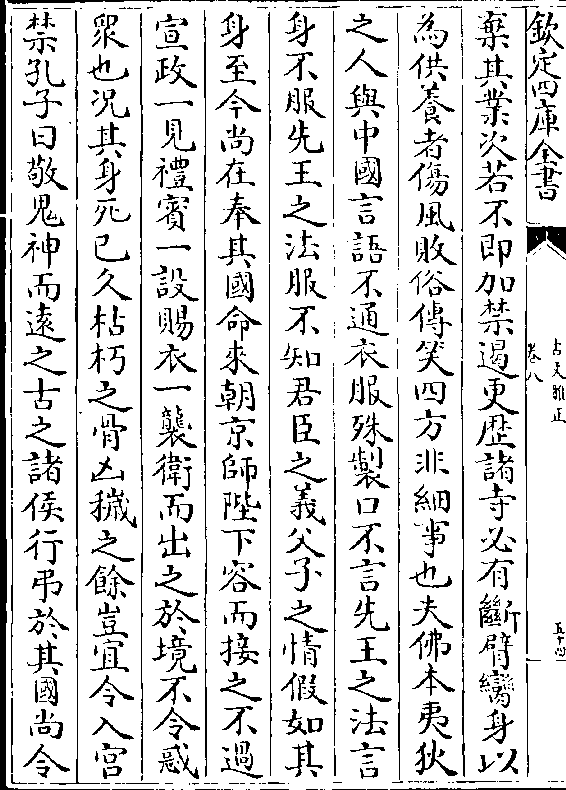 欽定四庫全書
古文雅正
卷八
五十四
棄其業次若不即加禁遏更歴諸寺必有斷臂臠身以
為供養者傷風敗俗傳笑四方非細事也夫佛本夷狄
之人與中國言語不通衣服殊製口不言先王之法言
身不服先王之法服不知君臣之義父子之情假如其
身至今尚在奉其國命來朝京師陛下容而接之不過
宣政一見禮賓一設賜衣一襲衛而出之於境不令惑
衆也况其身死已久枯朽之骨凶穢之餘豈宜令入宫
禁孔子曰敬鬼神而遠之古之諸侯行弔於其國尚令